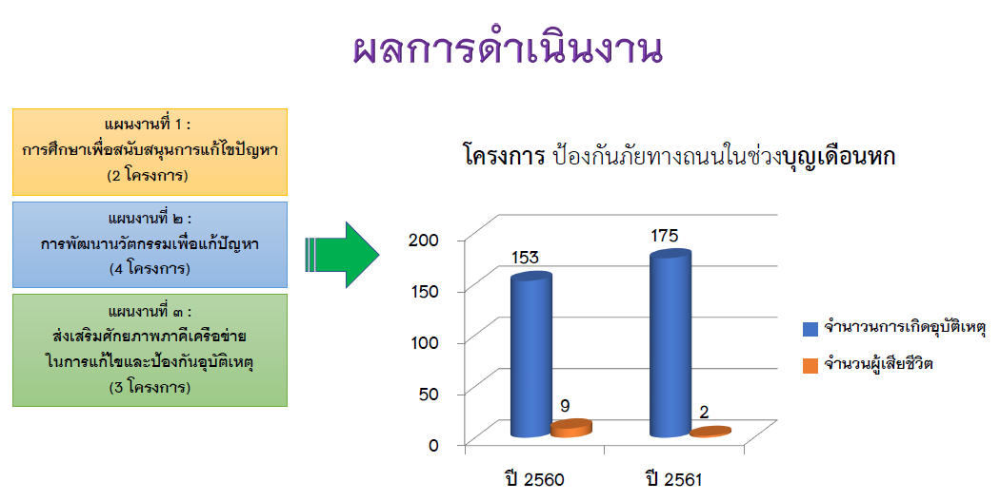 ผลการดำเนินงาน
แผนงานที่ 1 :
การศึกษาเพื่อสนับสนุนการแก้ไขปัญหา
(2 โครงการ)
แผนงานที่ ๒ :
การพัฒนานวัตกรรมเพื่อแก้ปัญหา
(4 โครงการ)
แผนงานที่ ๓ :
ส่งเสริมศักยภาพภาคีเครือข่าย
ในการแก้ไขและป้องกันอุบัติเหตุ
(3 โครงการ)
โครงการ ป้องกันภัยทางถนนในช่วงบุญเดือนหก
200
150
100
50
0
153
9
175
2
ปี 2560
ปี 2561
จำนาวนการเกิดอุบัติเหตุ
จำนวนผู้เสียชีวิต